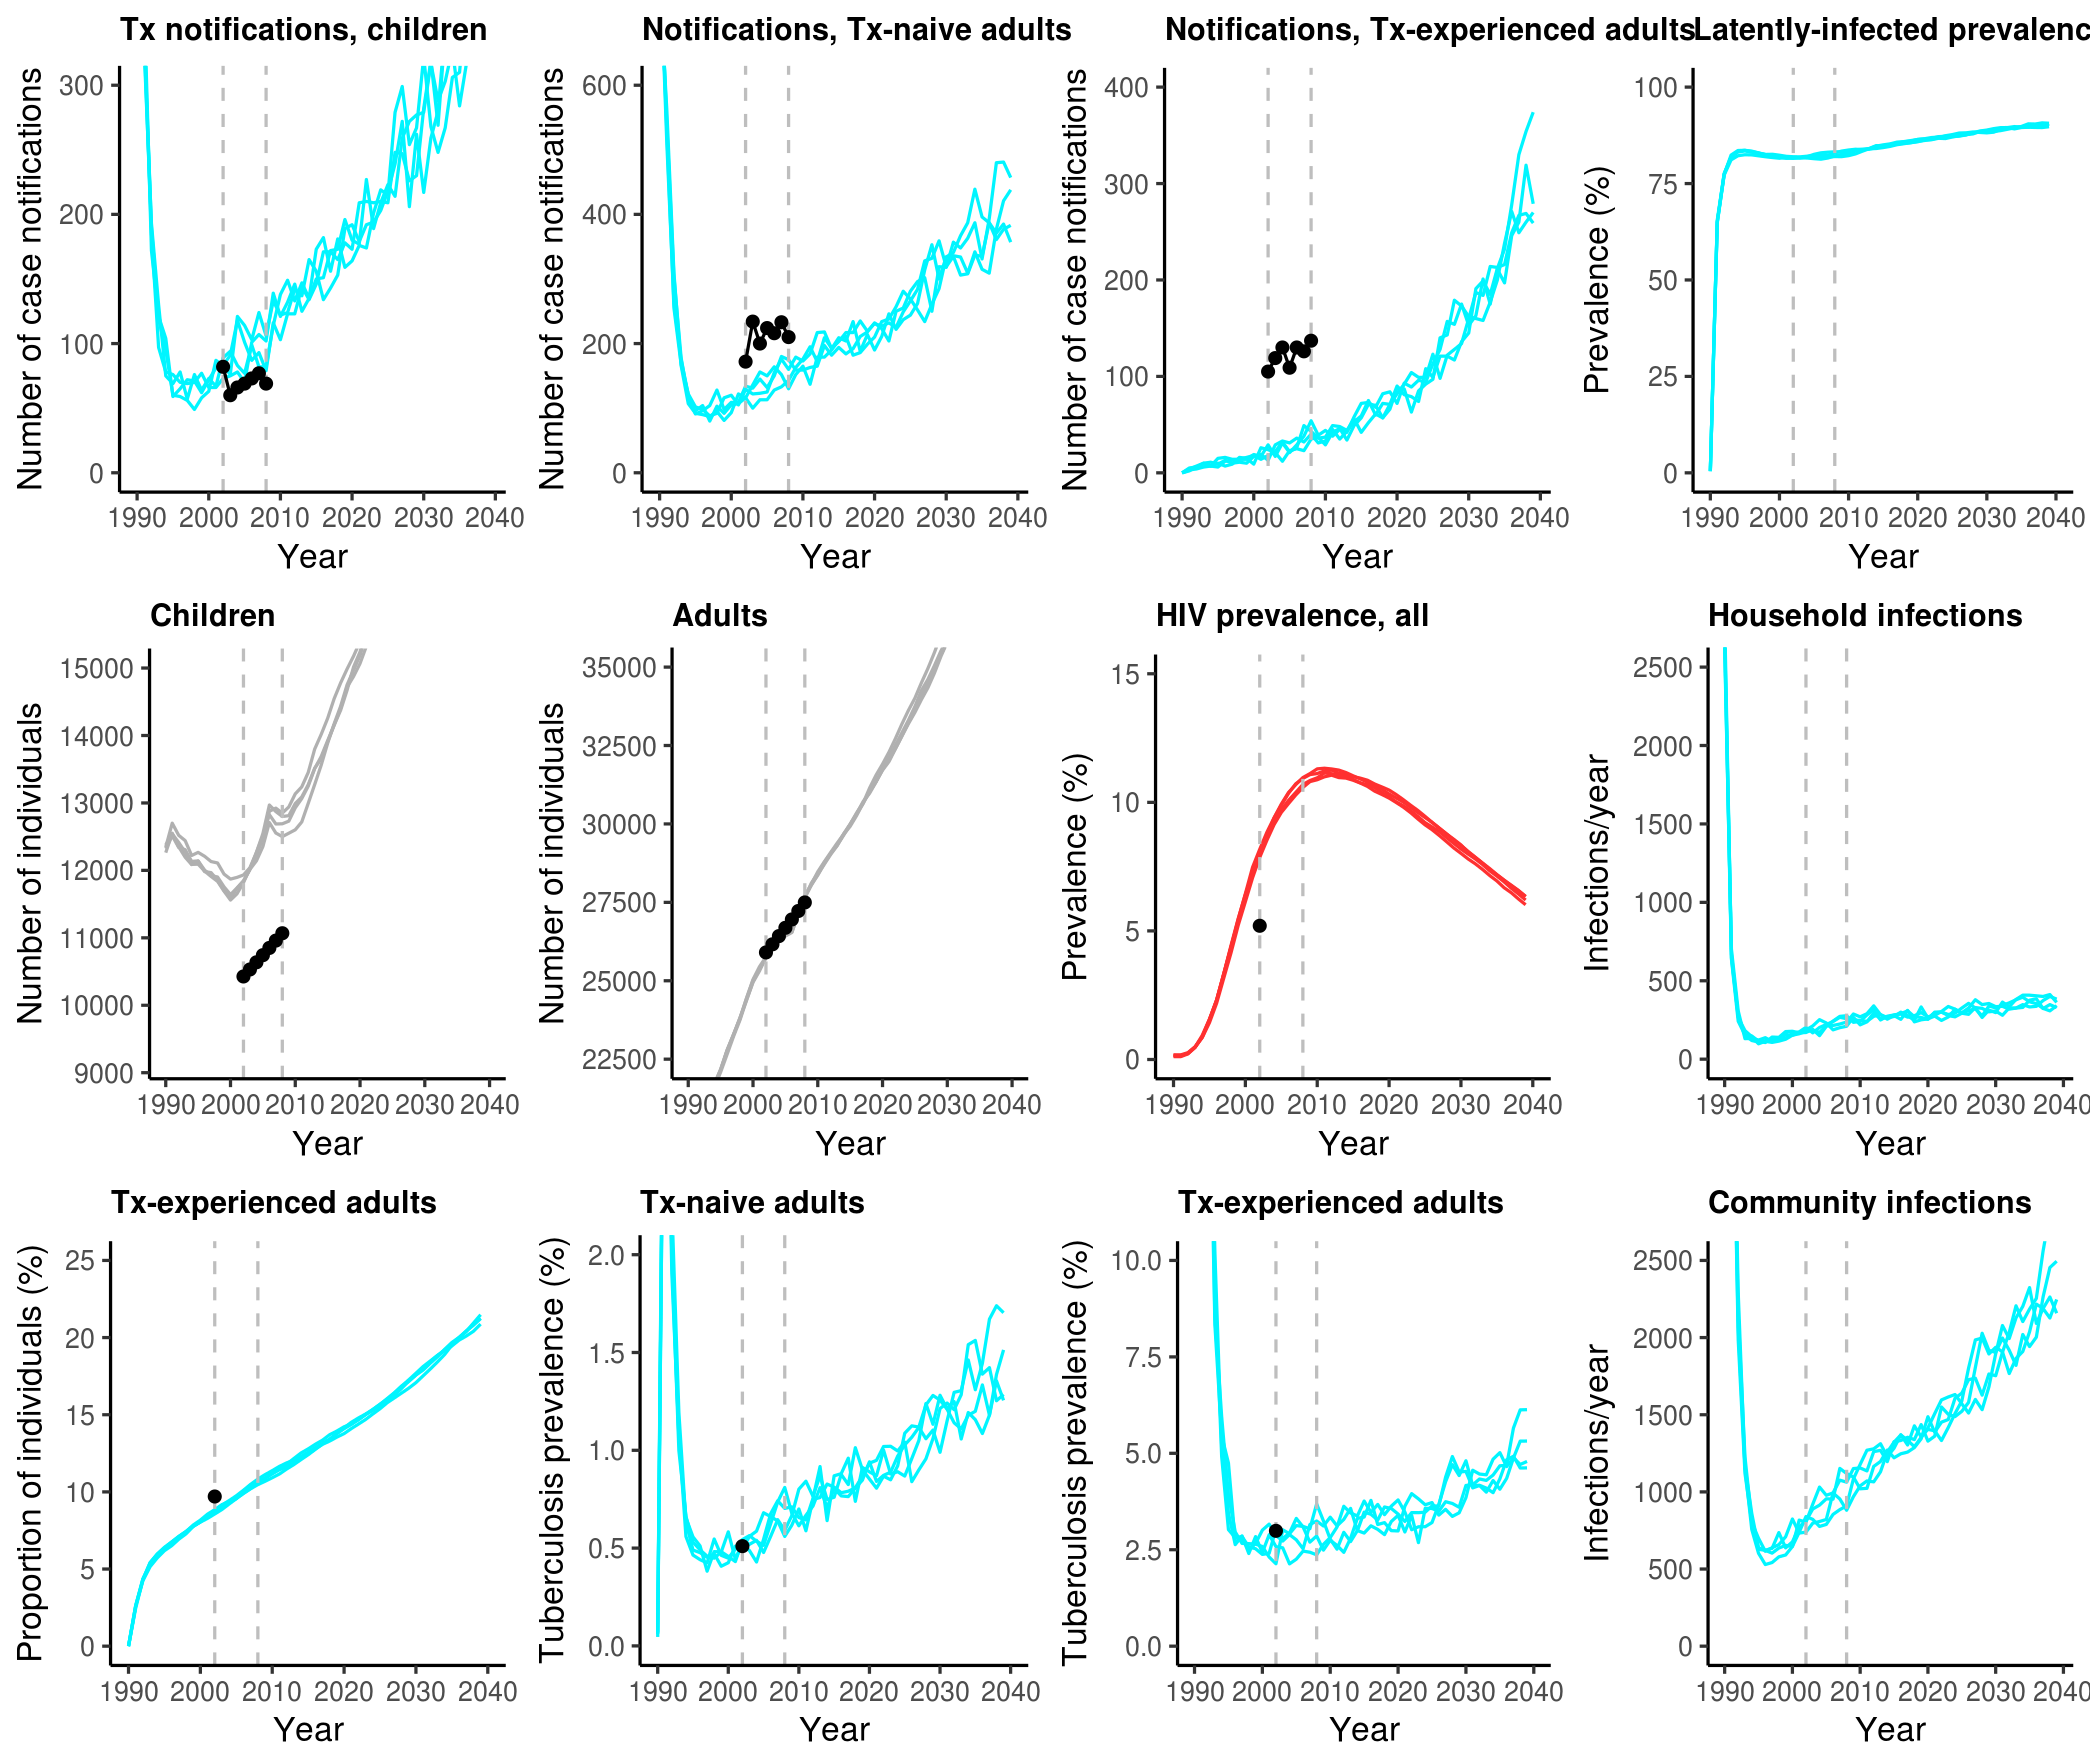 Tx notifications, children
Number of case notifications
300
200
100
0
1990 2000 2010 2020 2030 2040
Year
Notifications, Tx-naive adults
Number of case notifications
600
400
200
0
1990 2000 2010 2020 2030 2040
Year
Notifications, Tx-experienced adults
Number of case notifications
400
300
200
100
0
1990 2000 2010 2020 2030 2040
Year
Latently-infected prevalenc
Prevalence (%)
100
75
50
25
0
1990 2000 2010 2020 2030 2040
Year
Children
Number of individuals
15000
14000
13000
12000
11000
10000
9000
1990 2000 2010 2020 2030 2040
Year
Adults
Number of individuals
35000
32500
30000
27500
25000
22500
1990 2000 2010 2020 2030 2040
Year
HIV prevalence, all
Prevalence (%)
15
10
5
0
1990 2000 2010 2020 2030 2040
Year
Household infections
Infections/year
2500
2000
1500
1000
500
0
1990 2000 2010 2020 2030 2040
Year
Tx-experienced adults
Proportion of individuals (%)
25
20
15
10
5
0
1990 2000 2010 2020 2030 2040
Year
Tx-naive adults
Tuberculosis prevalence (%)
2.0
1.5
1.0
0.5
0.0
1990 2000 2010 2020 2030 2040
Year
Tx-experienced adults
Tuberculosis prevalence (%)
10.0
7.5
5.0
2.5
0.0
1990 2000 2010 2020 2030 2040
Year
Community infections
Infections/year
2500
2000
1500
1000
500
0
1990 2000 2010 2020 2030 2040
Year